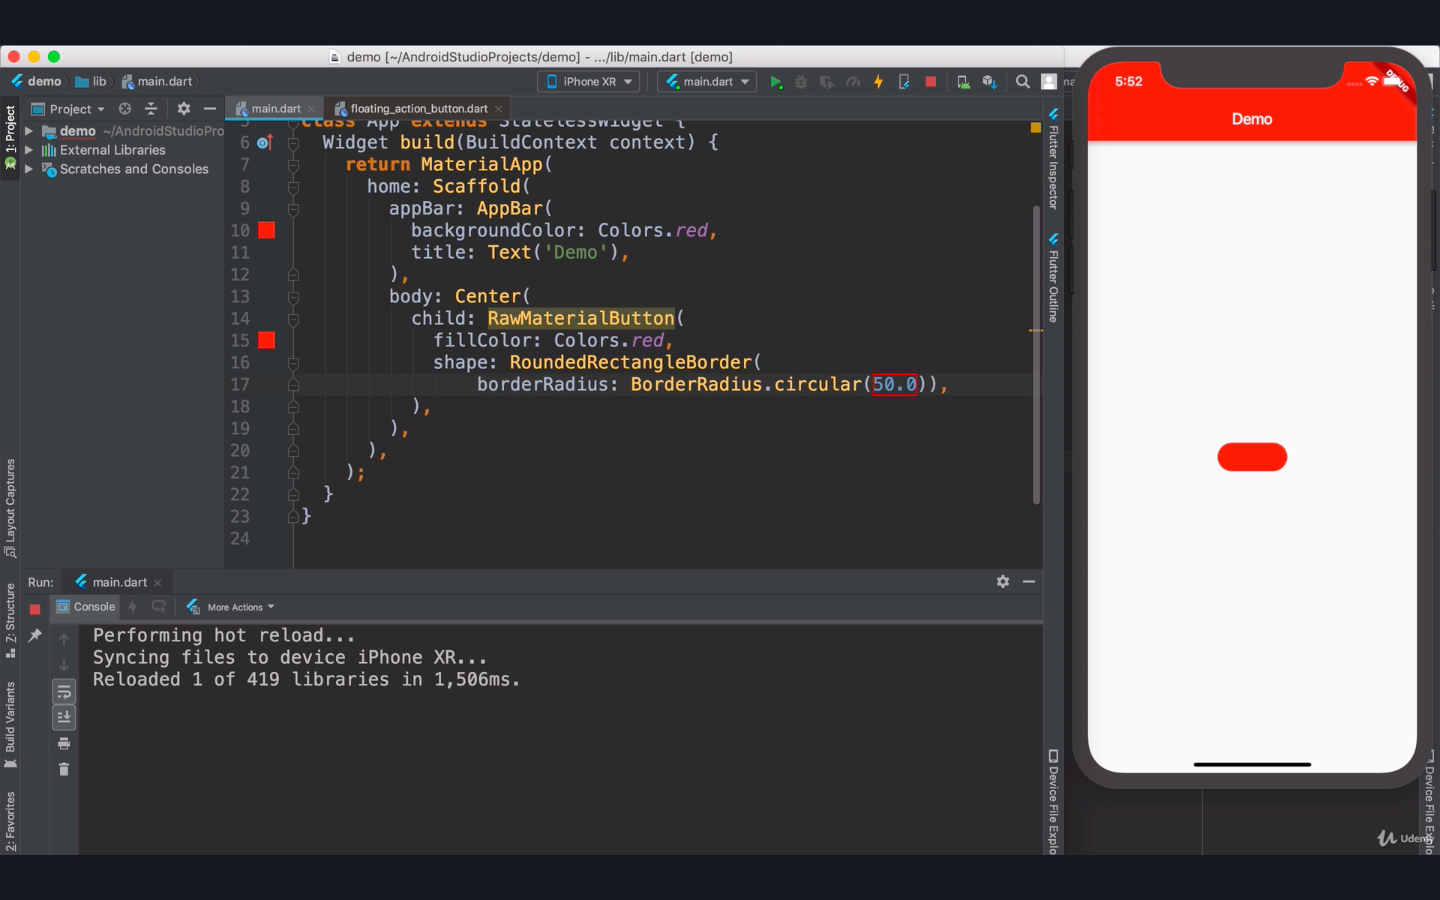 demo [~/AndroidStudioProjects/demo] - .../lib/main.dart [demo]
demo
lib
main.dart
iPhone XR
main.dart
Project
main.dart
floating_action_button.dart
demo ~/AndroidStudioPro
External Libraries
Scratches and Consoles
1: Project
Layout Captures
Z: Structure
Build Variants
2: Favorites
class App extends StatelessWidget {
6 Widget build(BuildContext context) {
7 return MaterialApp(
8 home: Scaffold(
9 appBar: AppBar(
10 backgroundColor: Colors.red,
11 title: Text('Demo'),
12 ),
13 body: Center(
14 child: RawMaterialButton(
15 fillColor: Colors.red,
16 shape: RoundedRectangleBorder(
17 borderRadius: BorderRadius.circular(50.0)),
18 ),
19 ),
20 ),
21 );
22 }
23 }
24
Flutter Inspector
Flutter Outline
Device File Explo
Run: main.dart
Console
More Actions
Performing hot reload...
Syncing files to device iPhone XR...
Reloaded 1 of 419 libraries in 1,506ms.
5:52
DEBUG
Demo
Device File Explo
Udemy